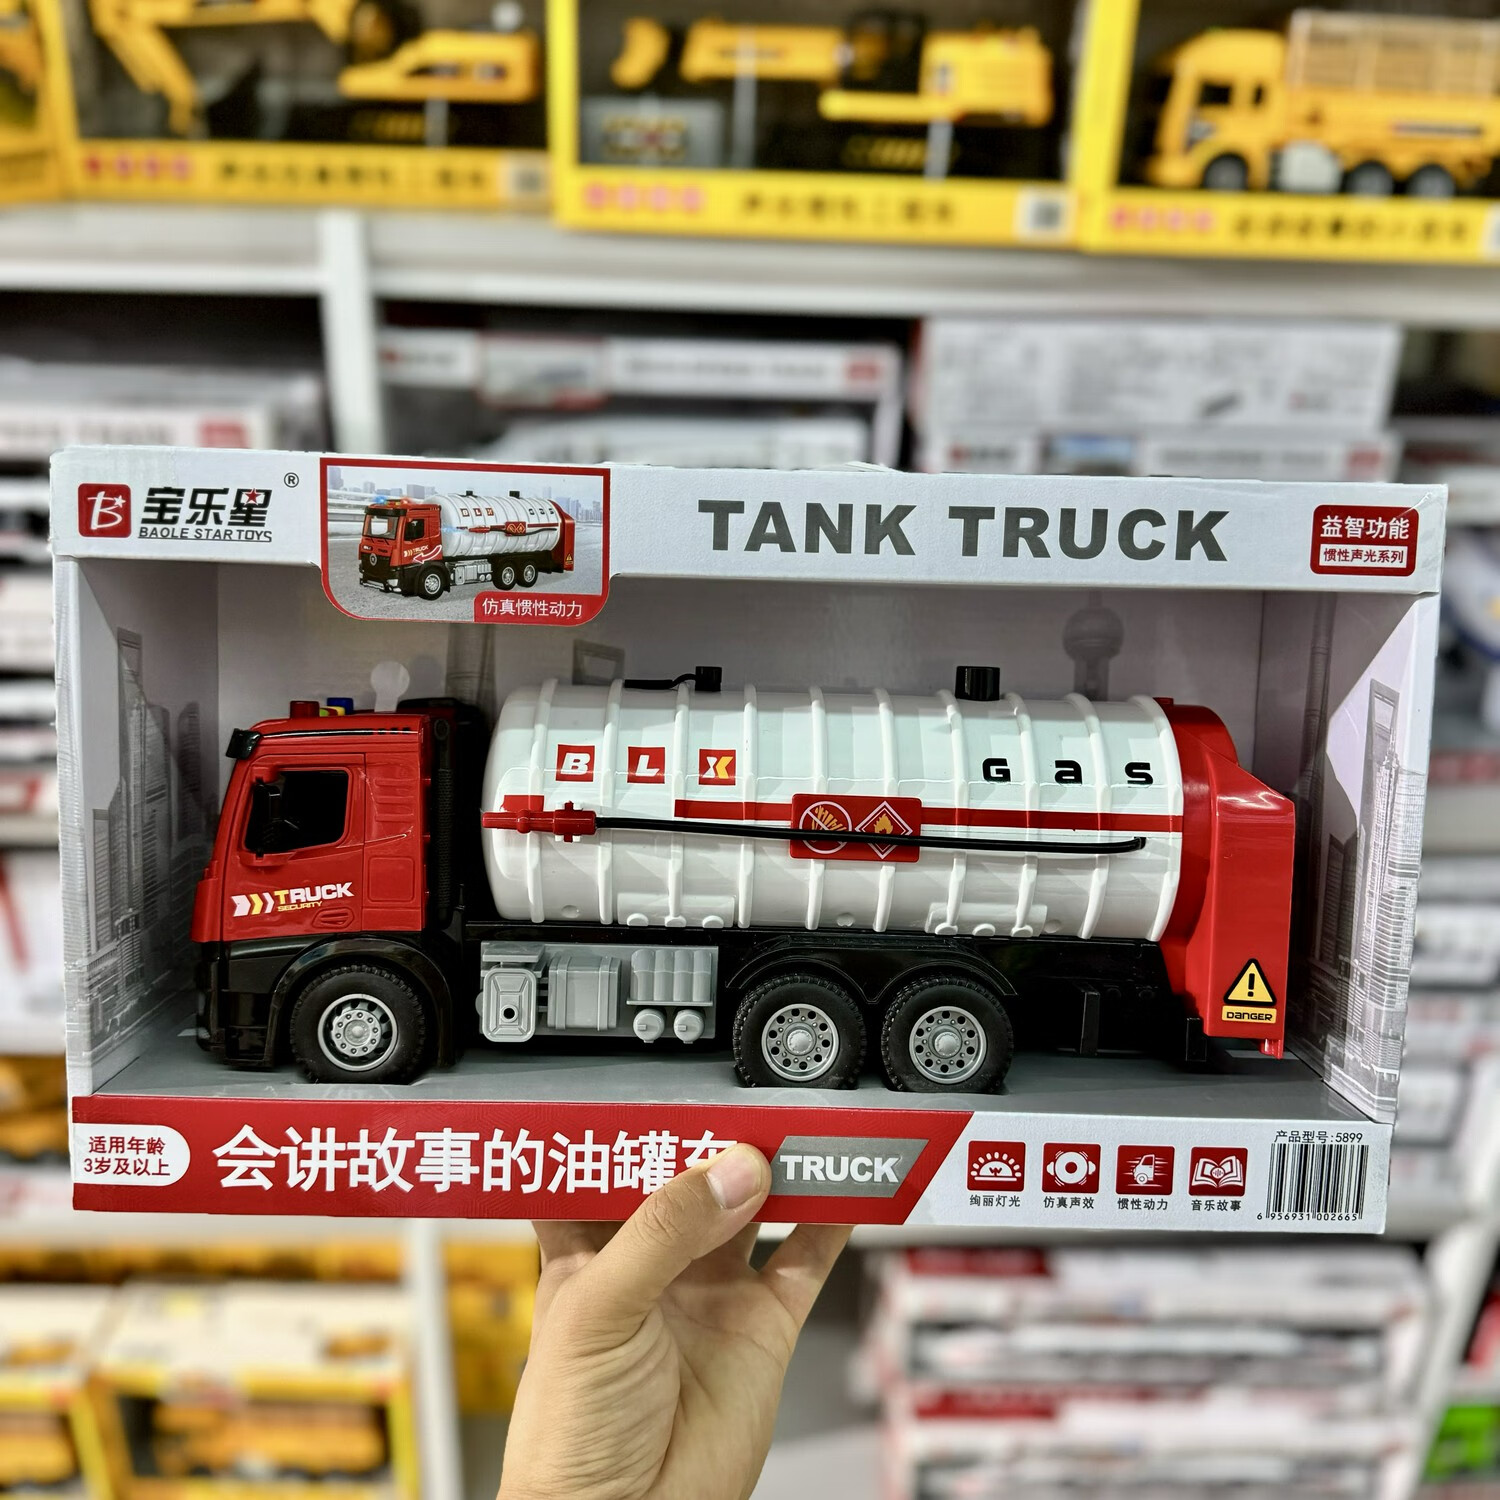 宝乐星®
BAOLE STAR TOYS
仿真惯性动力
TANK TRUCK
益智功能
惯性声光系列
BLX
Gas
TRUCK
SECURITY
DANGER
适用年龄
3岁及以上
会讲故事的油罐车
TRUCK
绚丽灯光
仿真声效
惯性动力
音乐故事
产品型号:5899
6 956931 002665